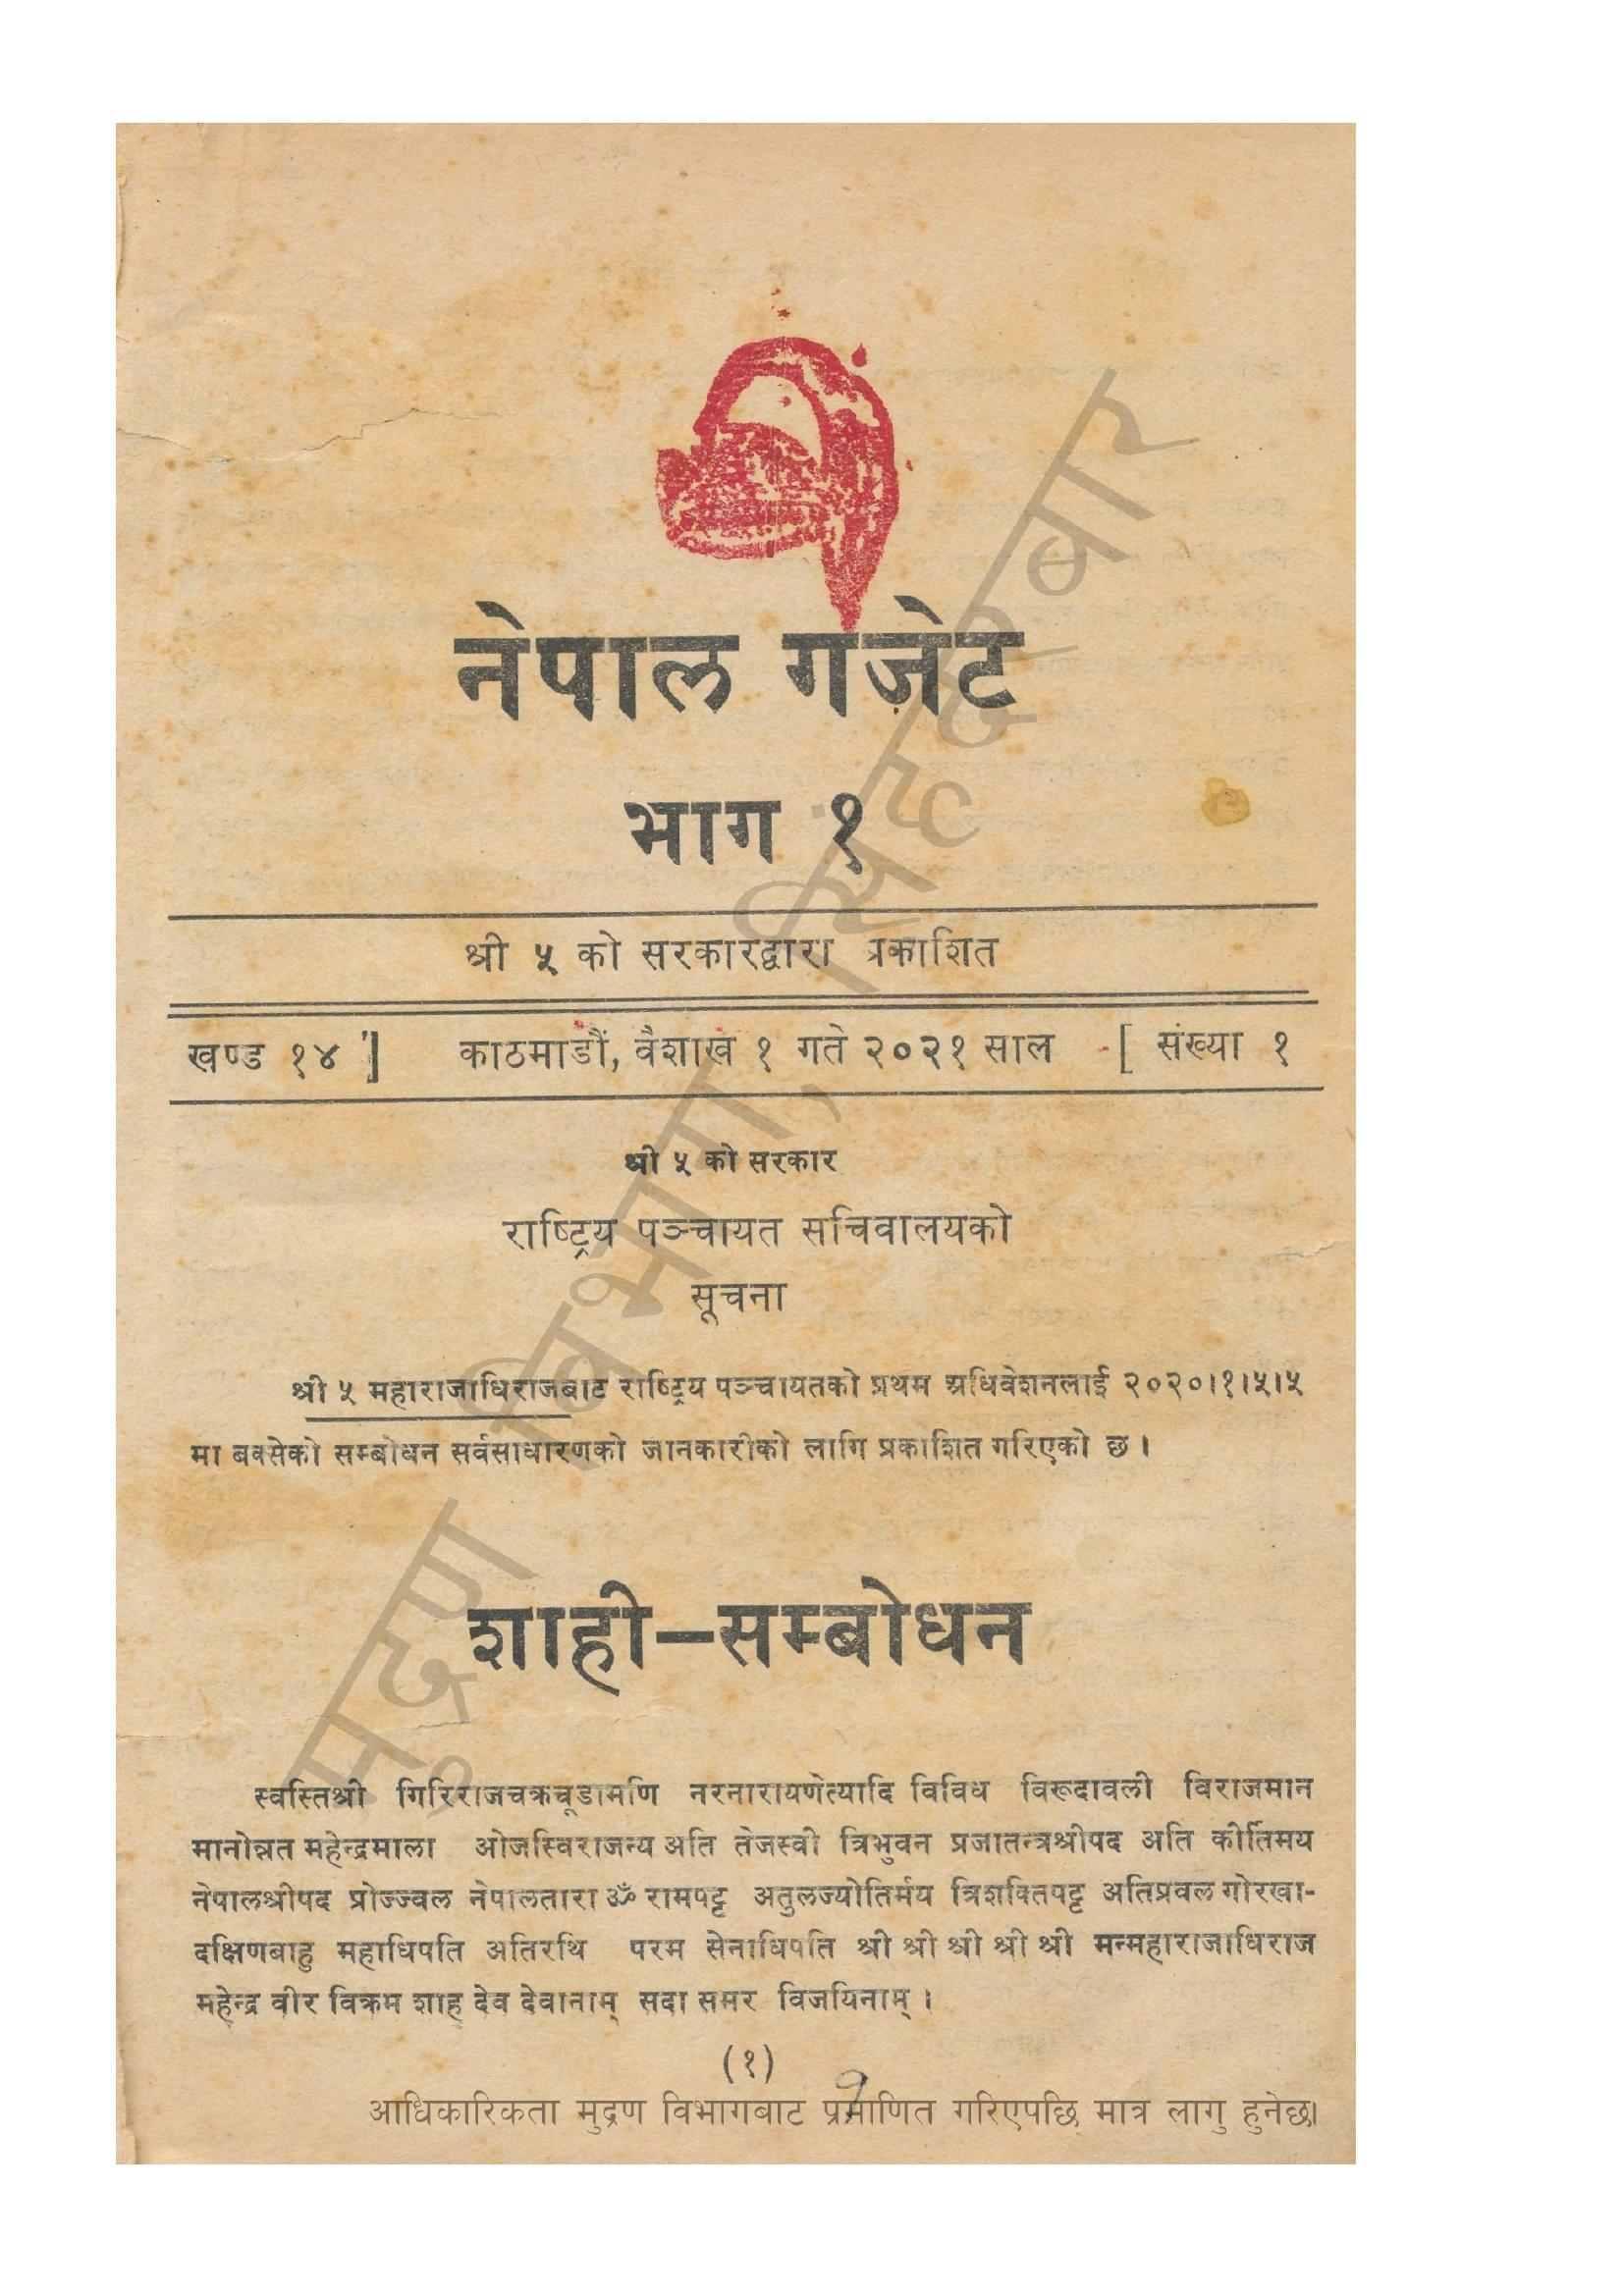 नेपाल गज़ेट
भाग १
श्री ५ को सरकारद्वारा प्रकाशित
खण्ड १४ ] काठमाडौं, वैशाख १ गते २०२१ साल [ संख्या १
श्री ५ को सरकार
राष्ट्रिय पञ्चायत सचिवालयको
सूचना
श्री ५ महाराजाधिराजबाट राष्ट्रिय पञ्चायतको प्रथम अधिवेशनलाई २०२०।१।५।५
मा बक्सेको सम्बोधन सर्वसाधारणको जानकारीको लागि प्रकाशित गरिएको छ ।
शाही–सम्बोधन
स्वस्तिश्री गिरिराजचक्रचूडामणि नरनारायणेत्यादि विविध विरूदावली विराजमान
मानोन्नत महेन्द्रमाला ओजस्विराजन्य अति तेजस्वी त्रिभुवन प्रजातन्त्रश्रीपद अति कीर्तिमय
नेपालश्रीपद प्रोज्ज्वल नेपालतारा ॐ रामपट्ट अतुलज्योतिर्मय त्रिशक्तिपट्ट अतिप्रवल गोरखा-
दक्षिणबाहु महाधिपति अतिरथि परम सेनाधिपति श्री श्री श्री श्री श्री मन्महाराजाधिराज
महेन्द्र वीर विक्रम शाह देव देवानाम् सदा समर विजयिनाम् ।
(१)
आधिकारिकता मुद्रण विभागबाट प्रमाणित गरिएपछि मात्र लागु हुनेछ।
मुद्रण विभाग, सिंहदरबार